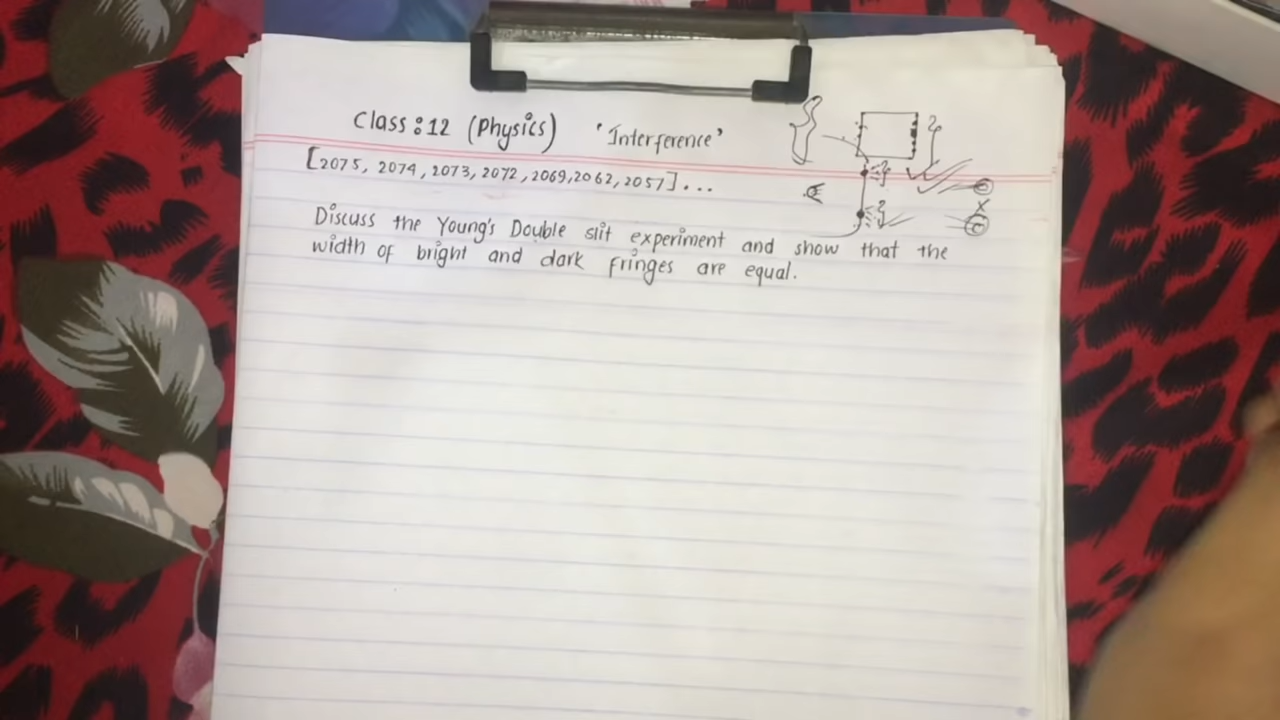 Class:12 (Physics) 'Interference'
[2075, 2074, 2073, 2072, 2069, 2062, 2057]...
Discuss the Young's Double slit experiment and show that the
width of bright and dark fringes are equal.